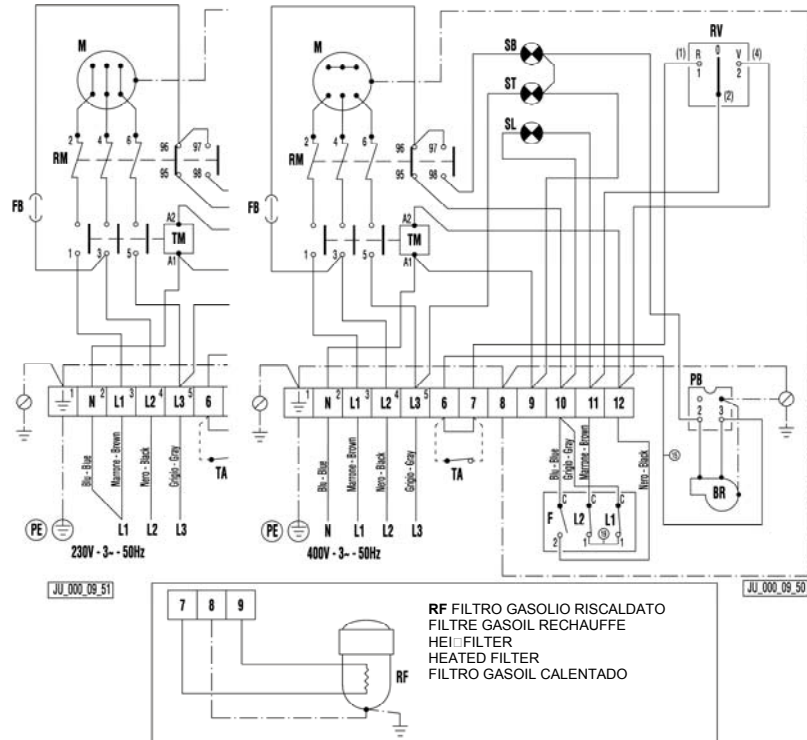 M
2 4 6
RM
96 97
95 98
FB
A2
TM
A1
1 3 5
1 N 2 L1 3 L2 4 L3 5 6
Blu - Blue
Marrone - Brown
Nero - Black
Grigio - Gray
TA
PE
L1 L2 L3
230V - 3~ - 50Hz
JU_000_09_51
M
2 4 6
RM
96 97
95 98
FB
A2
TM
A1
1 3 5
SB
ST
SL
RV
(1) R 0 V (4)
1 2
(2)
1 N 2 L1 3 L2 4 L3 5 6 7 8 9 10 11 12
Blu - Blue
Marrone - Brown
Nero - Black
Grigio - Gray
TA
PE
N L1 L2 L3
400V - 3~ - 50Hz
Blu - Blue
Grigio - Gray
Marrone - Brown
Nero - Black
C C C
F L2 L1
2 1 1
PB
2 3
BR
JU_000_09_50
7 8 9
RF
RF FILTRO GASOLIO RISCALDATO
FILTRE GASOIL RECHAUFFE
HEI□FILTER
HEATED FILTER
FILTRO GASOIL CALENTADO